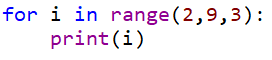 for i in range(2,9,3):
    print(i)